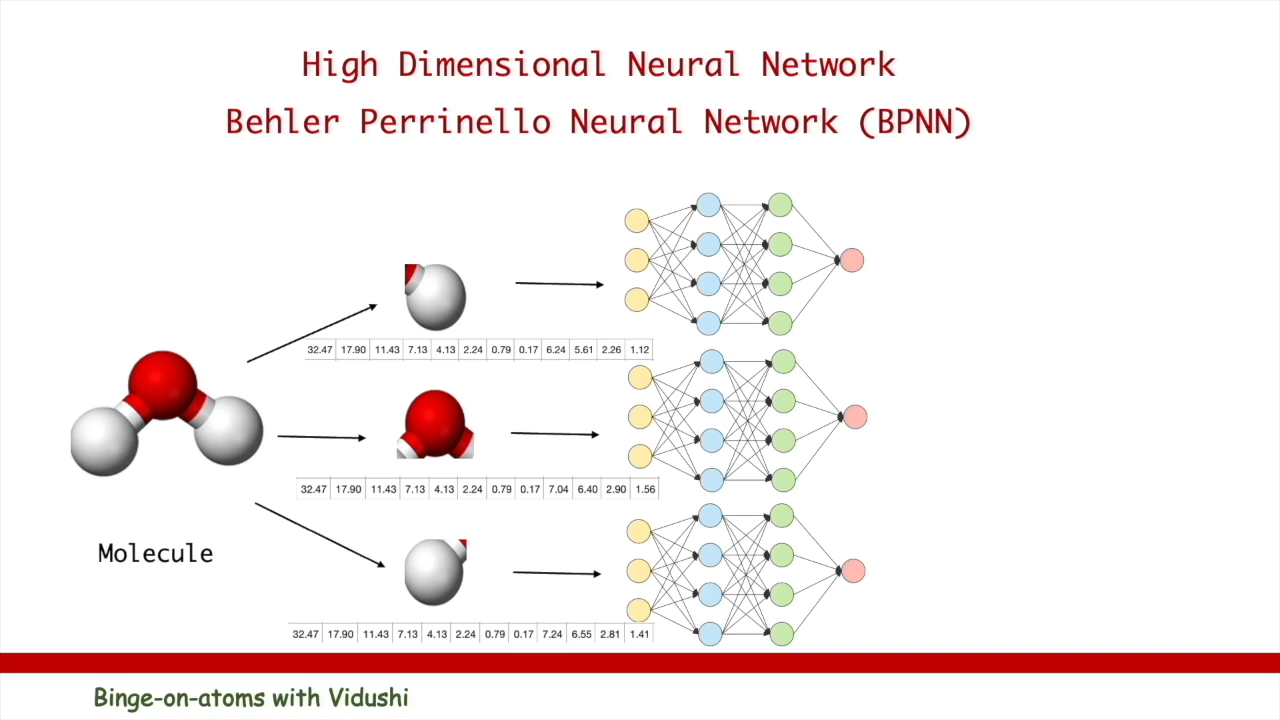 High Dimensional Neural Network
Behler Perrinello Neural Network (BPNN)
32.47 17.90 11.43 7.13 4.13 2.24 0.79 0.17 6.24 5.61 2.26 1.12
32.47 17.90 11.43 7.13 4.13 2.24 0.79 0.17 7.04 6.40 2.90 1.56
Molecule
32.47 17.90 11.43 7.13 4.13 2.24 0.79 0.17 7.24 6.55 2.81 1.41
Binge-on-atoms with Vidushi